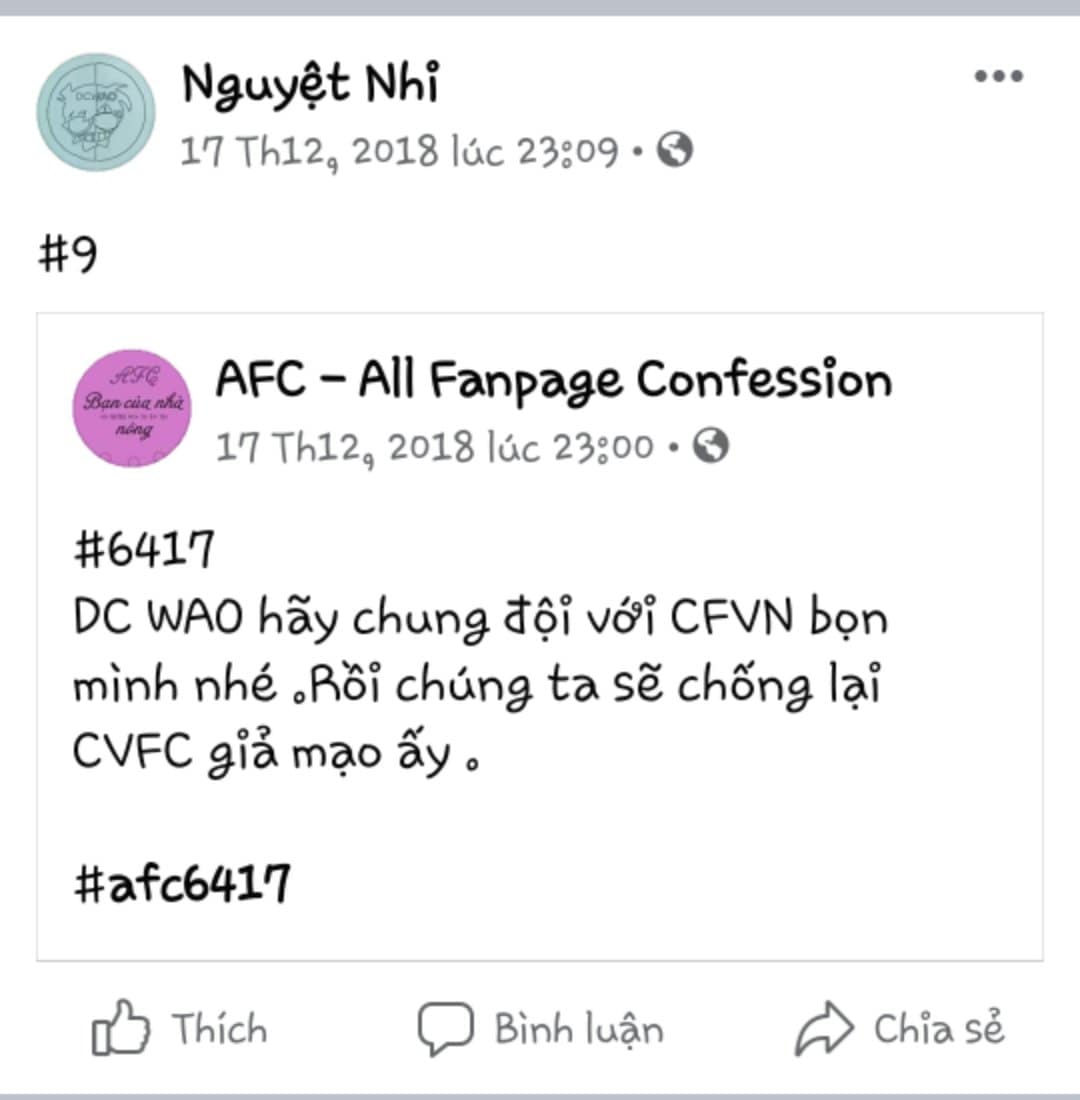 DCWAO
Nguyệt Nhi
17 Th12, 2018 lúc 23:09 •
#9
AFC
Bạn của nhà
nông
AFC - All Fanpage Confession
17 Th12, 2018 lúc 23:00 •
#6417
DC WAO hãy chung đội với CFVN bọn
mình nhé .Rồi chúng ta sẽ chống lại
CVFC giả mạo ấy .
#afc6417
Thích
Bình luận
Chia sẻ